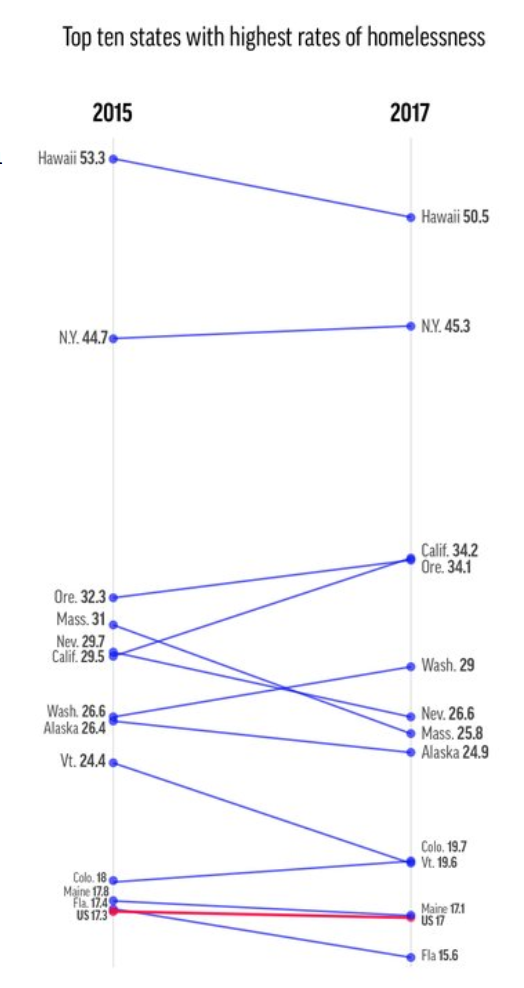 Top ten states with highest rates of homelessness
2015
2017
Hawaii 53.3
Hawaii 50.5
N.Y. 44.7
N.Y. 45.3
Calif. 34.2
Ore. 34.1
Ore. 32.3
Mass. 31
Nev. 29.7
Calif. 29.5
Wash. 29
Wash. 26.6
Alaska 26.4
Nev. 26.6
Mass. 25.8
Alaska 24.9
Vt. 24.4
Colo. 19.7
Vt. 19.6
Colo. 18
Maine 17.8
Fla. 17.4
US 17.3
Maine 17.1
US 17
Fla 15.6